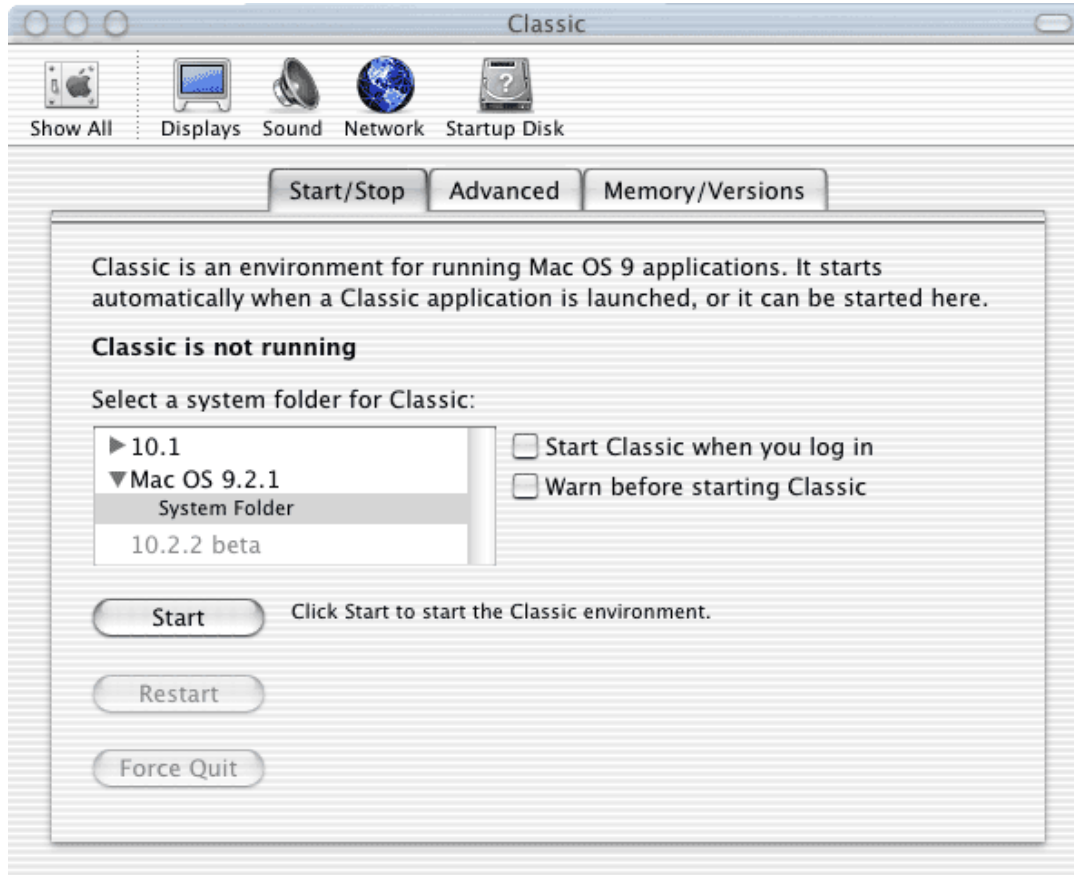 Classic
Show All Displays Sound Network Startup Disk
Start/Stop Advanced Memory/Versions
Classic is an environment for running Mac OS 9 applications. It starts
automatically when a Classic application is launched, or it can be started here.
Classic is not running
Select a system folder for Classic:
10.1
Mac OS 9.2.1
System Folder
10.2.2 beta
Start Classic when you log in
Warn before starting Classic
Start Click Start to start the Classic environment.
Restart
Force Quit